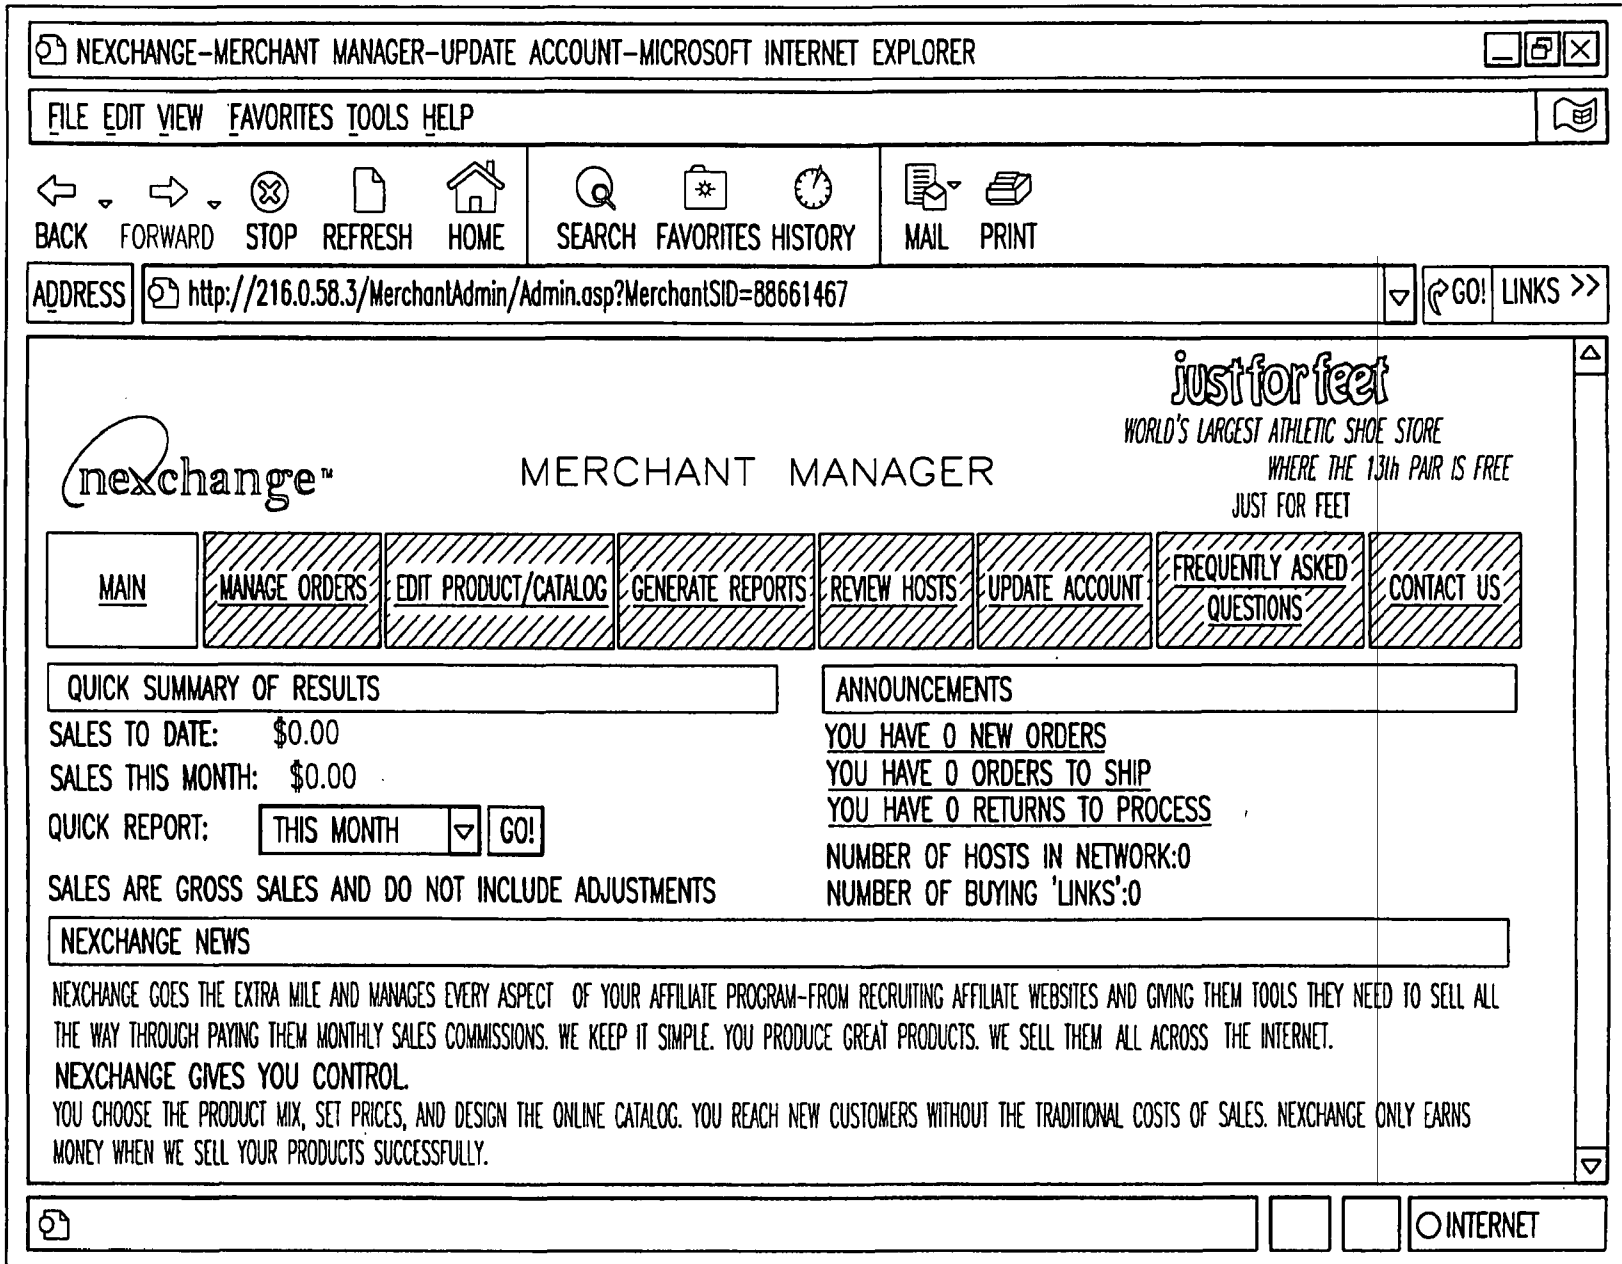 NEXCHANGE-MERCHANT MANAGER-UPDATE ACCOUNT-MICROSOFT INTERNET EXPLORER
FILE EDIT VIEW FAVORITES TOOLS HELP
BACK FORWARD STOP REFRESH HOME SEARCH FAVORITES HISTORY MAIL PRINT
ADDRESS http://216.0.58.3/MerchantAdmin/Admin.asp?MerchantSID=88661467 GO! LINKS >>
just for feet
WORLD'S LARGEST ATHLETIC SHOE STORE
WHERE THE 13th PAIR IS FREE
JUST FOR FEET
nexchange™ MERCHANT MANAGER
MAIN MANAGE ORDERS EDIT PRODUCT/CATALOG GENERATE REPORTS REVIEW HOSTS UPDATE ACCOUNT FREQUENTLY ASKED QUESTIONS CONTACT US
QUICK SUMMARY OF RESULTS
SALES TO DATE: $0.00
SALES THIS MONTH: $0.00
QUICK REPORT: THIS MONTH GO!
SALES ARE GROSS SALES AND DO NOT INCLUDE ADJUSTMENTS
ANNOUNCEMENTS
YOU HAVE 0 NEW ORDERS
YOU HAVE 0 ORDERS TO SHIP
YOU HAVE 0 RETURNS TO PROCESS
NUMBER OF HOSTS IN NETWORK:0
NUMBER OF BUYING 'LINKS':0
NEXCHANGE NEWS
NEXCHANGE GOES THE EXTRA MILE AND MANAGES EVERY ASPECT OF YOUR AFFILIATE PROGRAM-FROM RECRUITING AFFILIATE WEBSITES AND GIVING THEM TOOLS THEY NEED TO SELL ALL
THE WAY THROUGH PAYING THEM MONTHLY SALES COMMISSIONS. WE KEEP IT SIMPLE. YOU PRODUCE GREAT PRODUCTS. WE SELL THEM ALL ACROSS THE INTERNET.
NEXCHANGE GIVES YOU CONTROL.
YOU CHOOSE THE PRODUCT MIX, SET PRICES, AND DESIGN THE ONLINE CATALOG. YOU REACH NEW CUSTOMERS WITHOUT THE TRADITIONAL COSTS OF SALES. NEXCHANGE ONLY EARNS
MONEY WHEN WE SELL YOUR PRODUCTS SUCCESSFULLY.
INTERNET